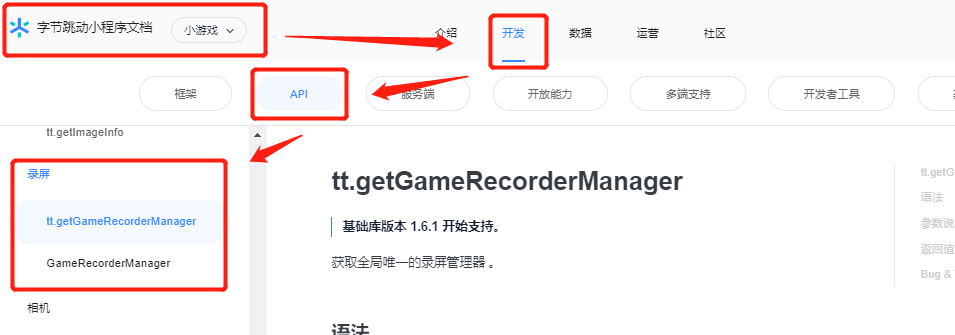 字节跳动小程序文档
小游戏
介绍
开发
数据
运营
社区
框架
API
服务端
开放能力
多端支持
开发者工具
tt.getImageInfo
录屏
tt.getGameRecorderManager
GameRecorderManager
相机
tt.getGameRecorderManager
基础库版本 1.6.1 开始支持。
获取全局唯一的录屏管理器 。
语法
tt.getG
语法
参数说
返回值
Bug & T